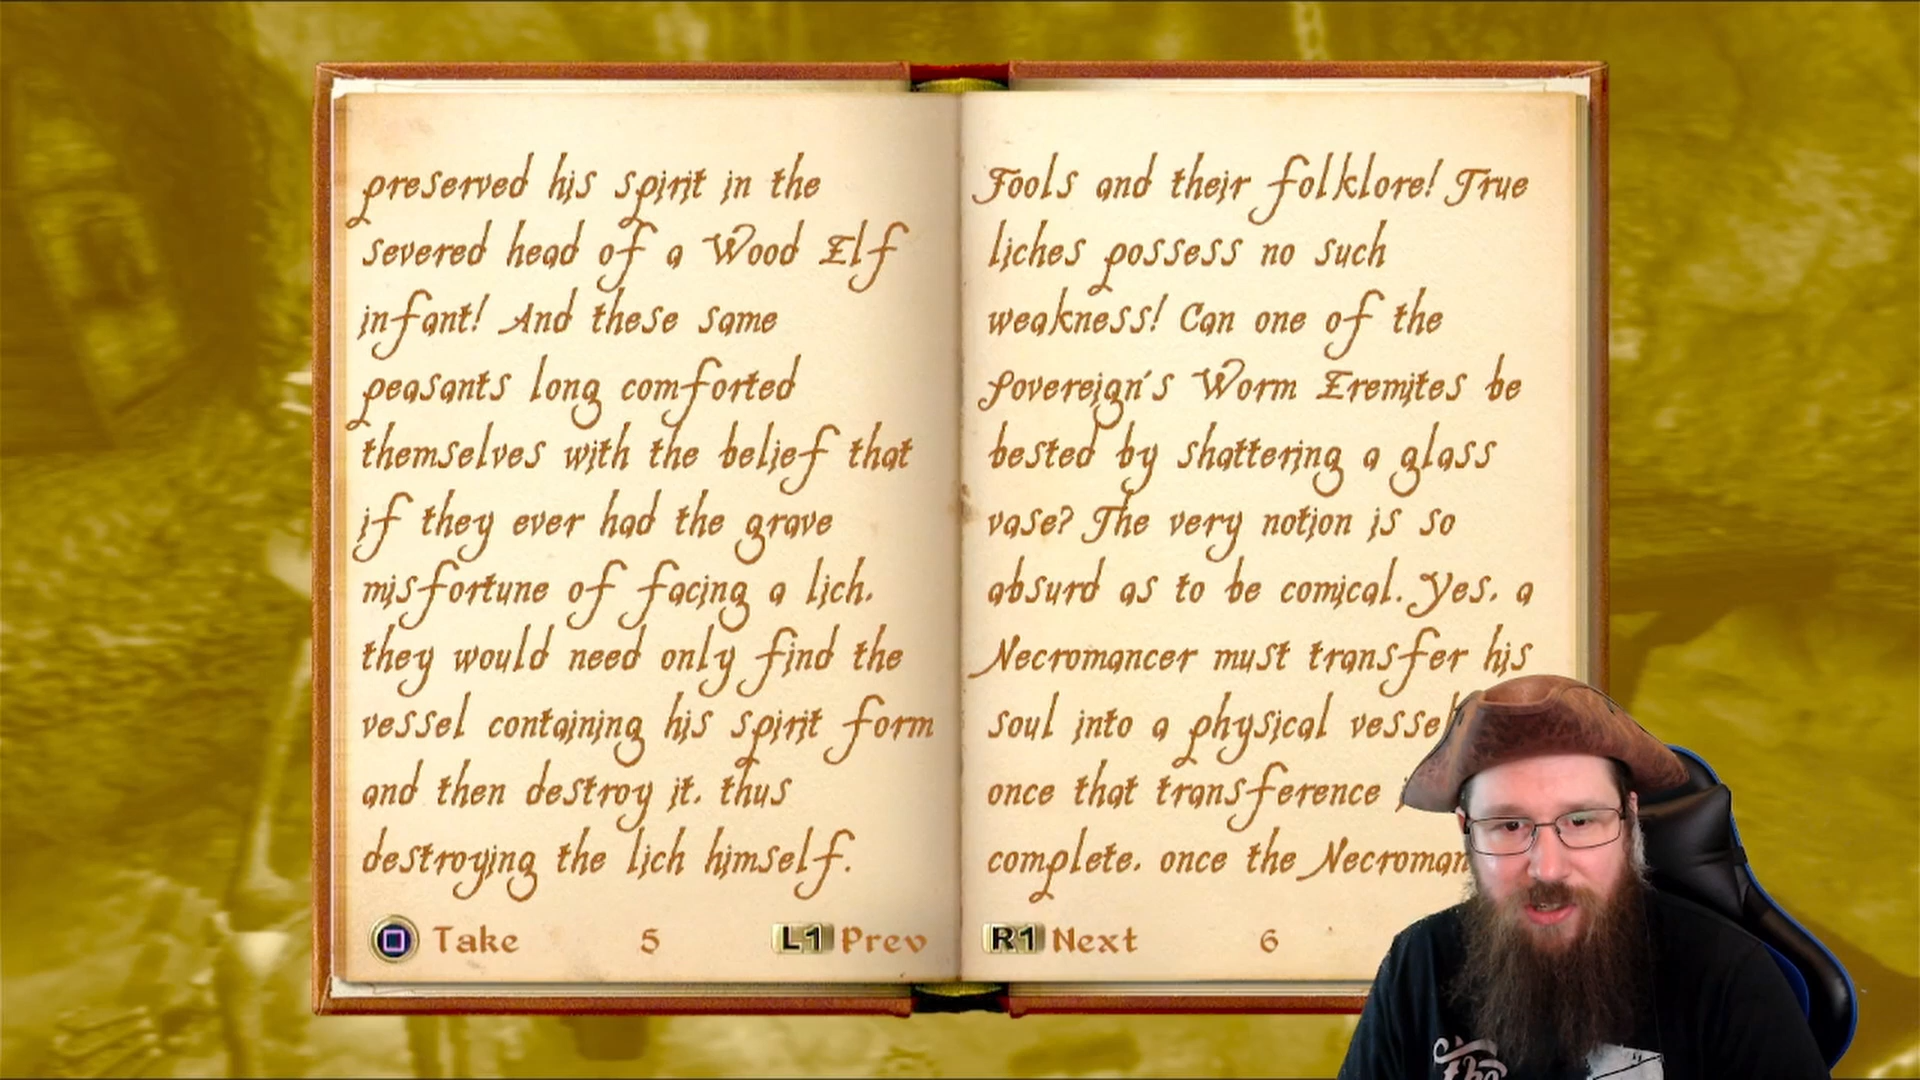 preserved his spirit in the
severed head of a Wood Elf
infant! And these same
peasants long comforted
themselves with the belief that
if they ever had the grave
misfortune of facing a lich,
they would need only find the
vessel containing his spirit form
and then destroy it, thus
destroying the lich himself.
Take 5 L1 Prev
Fools and their folklore! True
liches possess no such
weakness! Can one of the
Sovereign's Worm Eremites be
bested by shattering a glass
vase? The very notion is so
absurd as to be comical. Yes, a
Necromancer must transfer his
soul into a physical vessel
once that transference
complete, once the Necroman
R1 Next 6
the